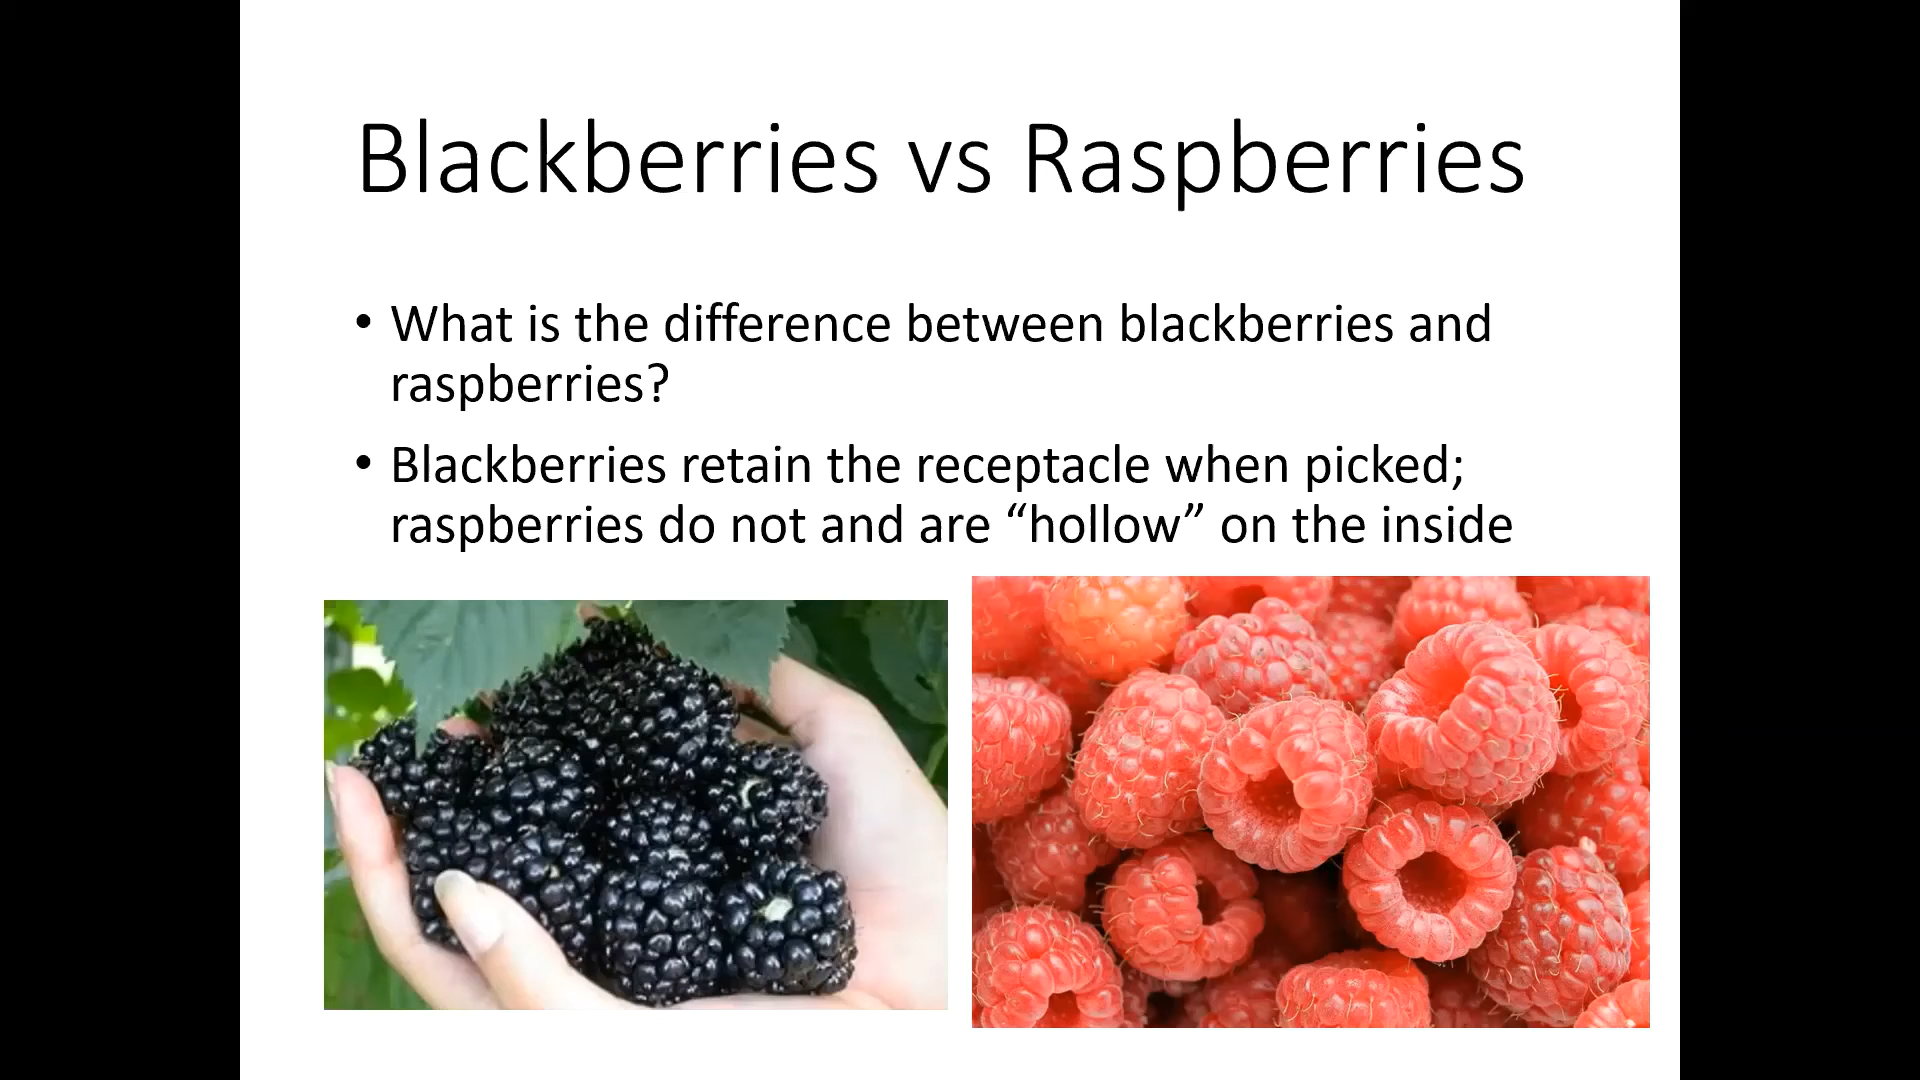 Blackberries vs Raspberries
• What is the difference between blackberries and
raspberries?
• Blackberries retain the receptacle when picked;
raspberries do not and are “hollow” on the inside